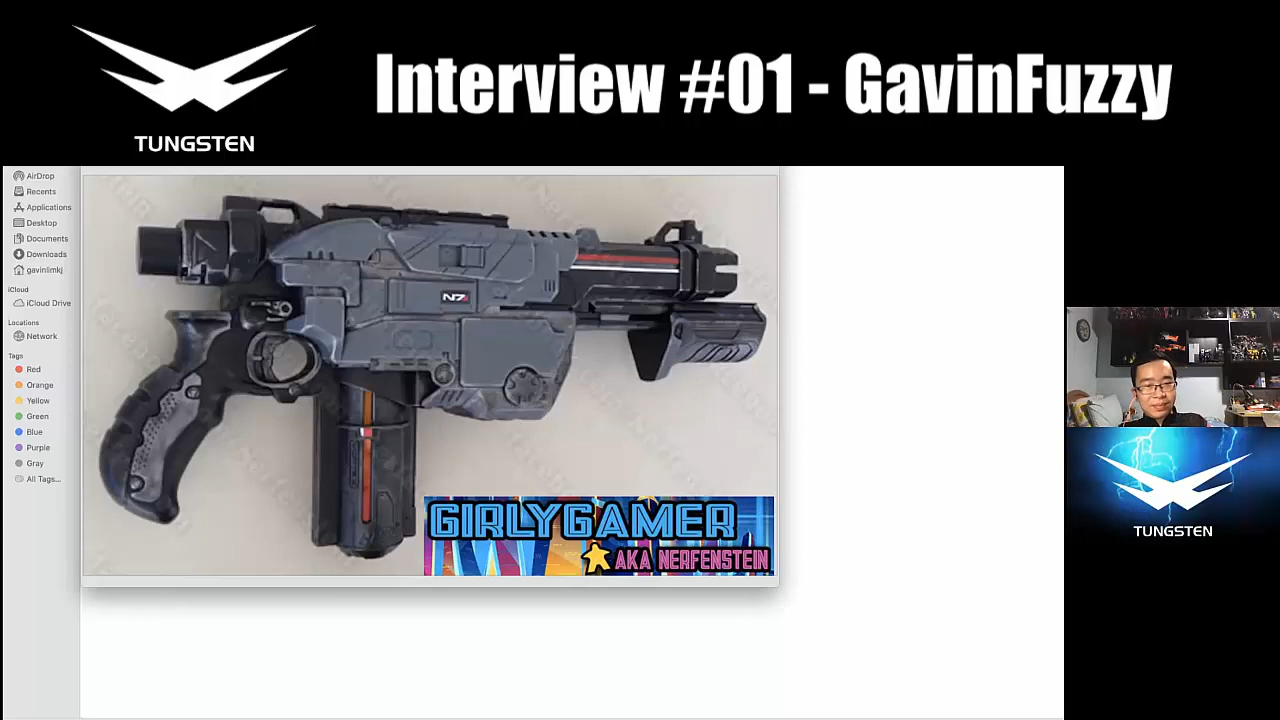 Interview #01 - GavinFuzzy
TUNGSTEN
AirDrop
Recents
Applications
Desktop
Documents
Downloads
gavinlimkj
iCloud
iCloud Drive
Locations
Network
Tags
Red
Orange
Yellow
Green
Blue
Purple
Gray
All Tags...
N7
GIRLYGAMER
AKA NERFENSTEIN
TUNGSTEN